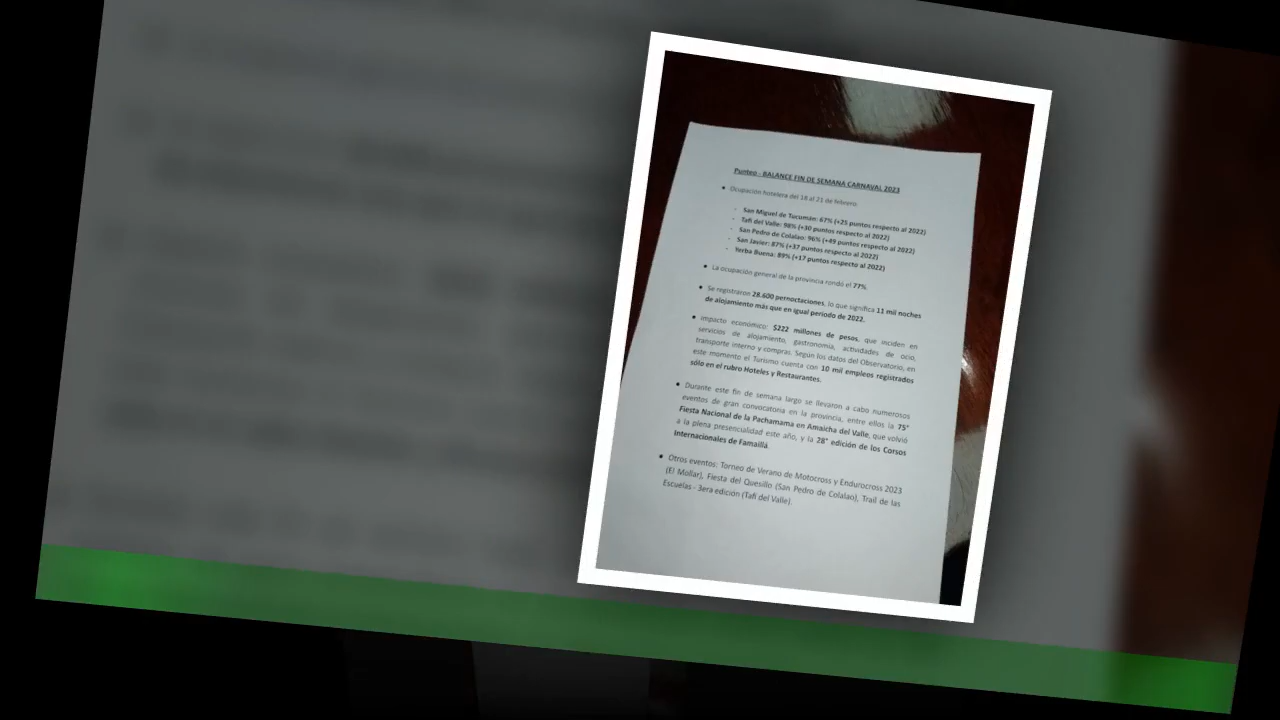 Punteo - BALANCE FIN DE SEMANA CARNAVAL 2023
Ocupación hotelera del 18 al 21 de febrero.
- San Miguel de Tucumán: 67% (+25 puntos respecto al 2022)
- Tafí del Valle: 98% (+30 puntos respecto al 2022)
- San Pedro de Colalao: 96% (+49 puntos respecto al 2022)
- San Javier: 87% (+37 puntos respecto al 2022)
- Yerba Buena: 89% (+17 puntos respecto al 2022)
La ocupación general de la provincia rondó el 77%.
Se registraron 28.600 pernoctaciones, lo que significa 11 mil noches
de alojamiento más que en igual período de 2022.
Impacto económico: $222 millones de pesos, que inciden en
servicios de alojamiento, gastronomía, actividades de ocio,
transporte interno y compras. Según los datos del Observatorio, en
este momento el Turismo cuenta con 10 mil empleos registrados
sólo en el rubro Hoteles y Restaurantes.
Durante este fin de semana largo se llevaron a cabo numerosos
eventos de gran convocatoria en la provincia, entre ellos la 75°
Fiesta Nacional de la Pachamama en Amaicha del Valle, que volvió
a la plena presencialidad este año, y la 28° edición de los Corsos
Internacionales de Famaillá.
Otros eventos: Torneo de Verano de Motocross y Endurocross 2023
(El Mollar), Fiesta del Quesillo (San Pedro de Colalao), Trail de las
Escuelas - 3era edición (Tafí del Valle).